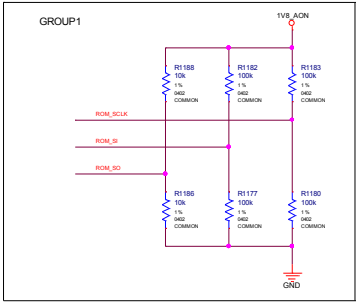 GROUP1
1V8_AON
R1188
10k
1 %
0402
COMMON
R1182
100k
1 %
0402
COMMON
R1183
100k
1 %
0402
COMMON
ROM_SCLK
ROM_SI
ROM_SO
R1186
10k
1 %
0402
COMMON
R1177
100k
1 %
0402
COMMON
R1180
100k
1 %
0402
COMMON
GND